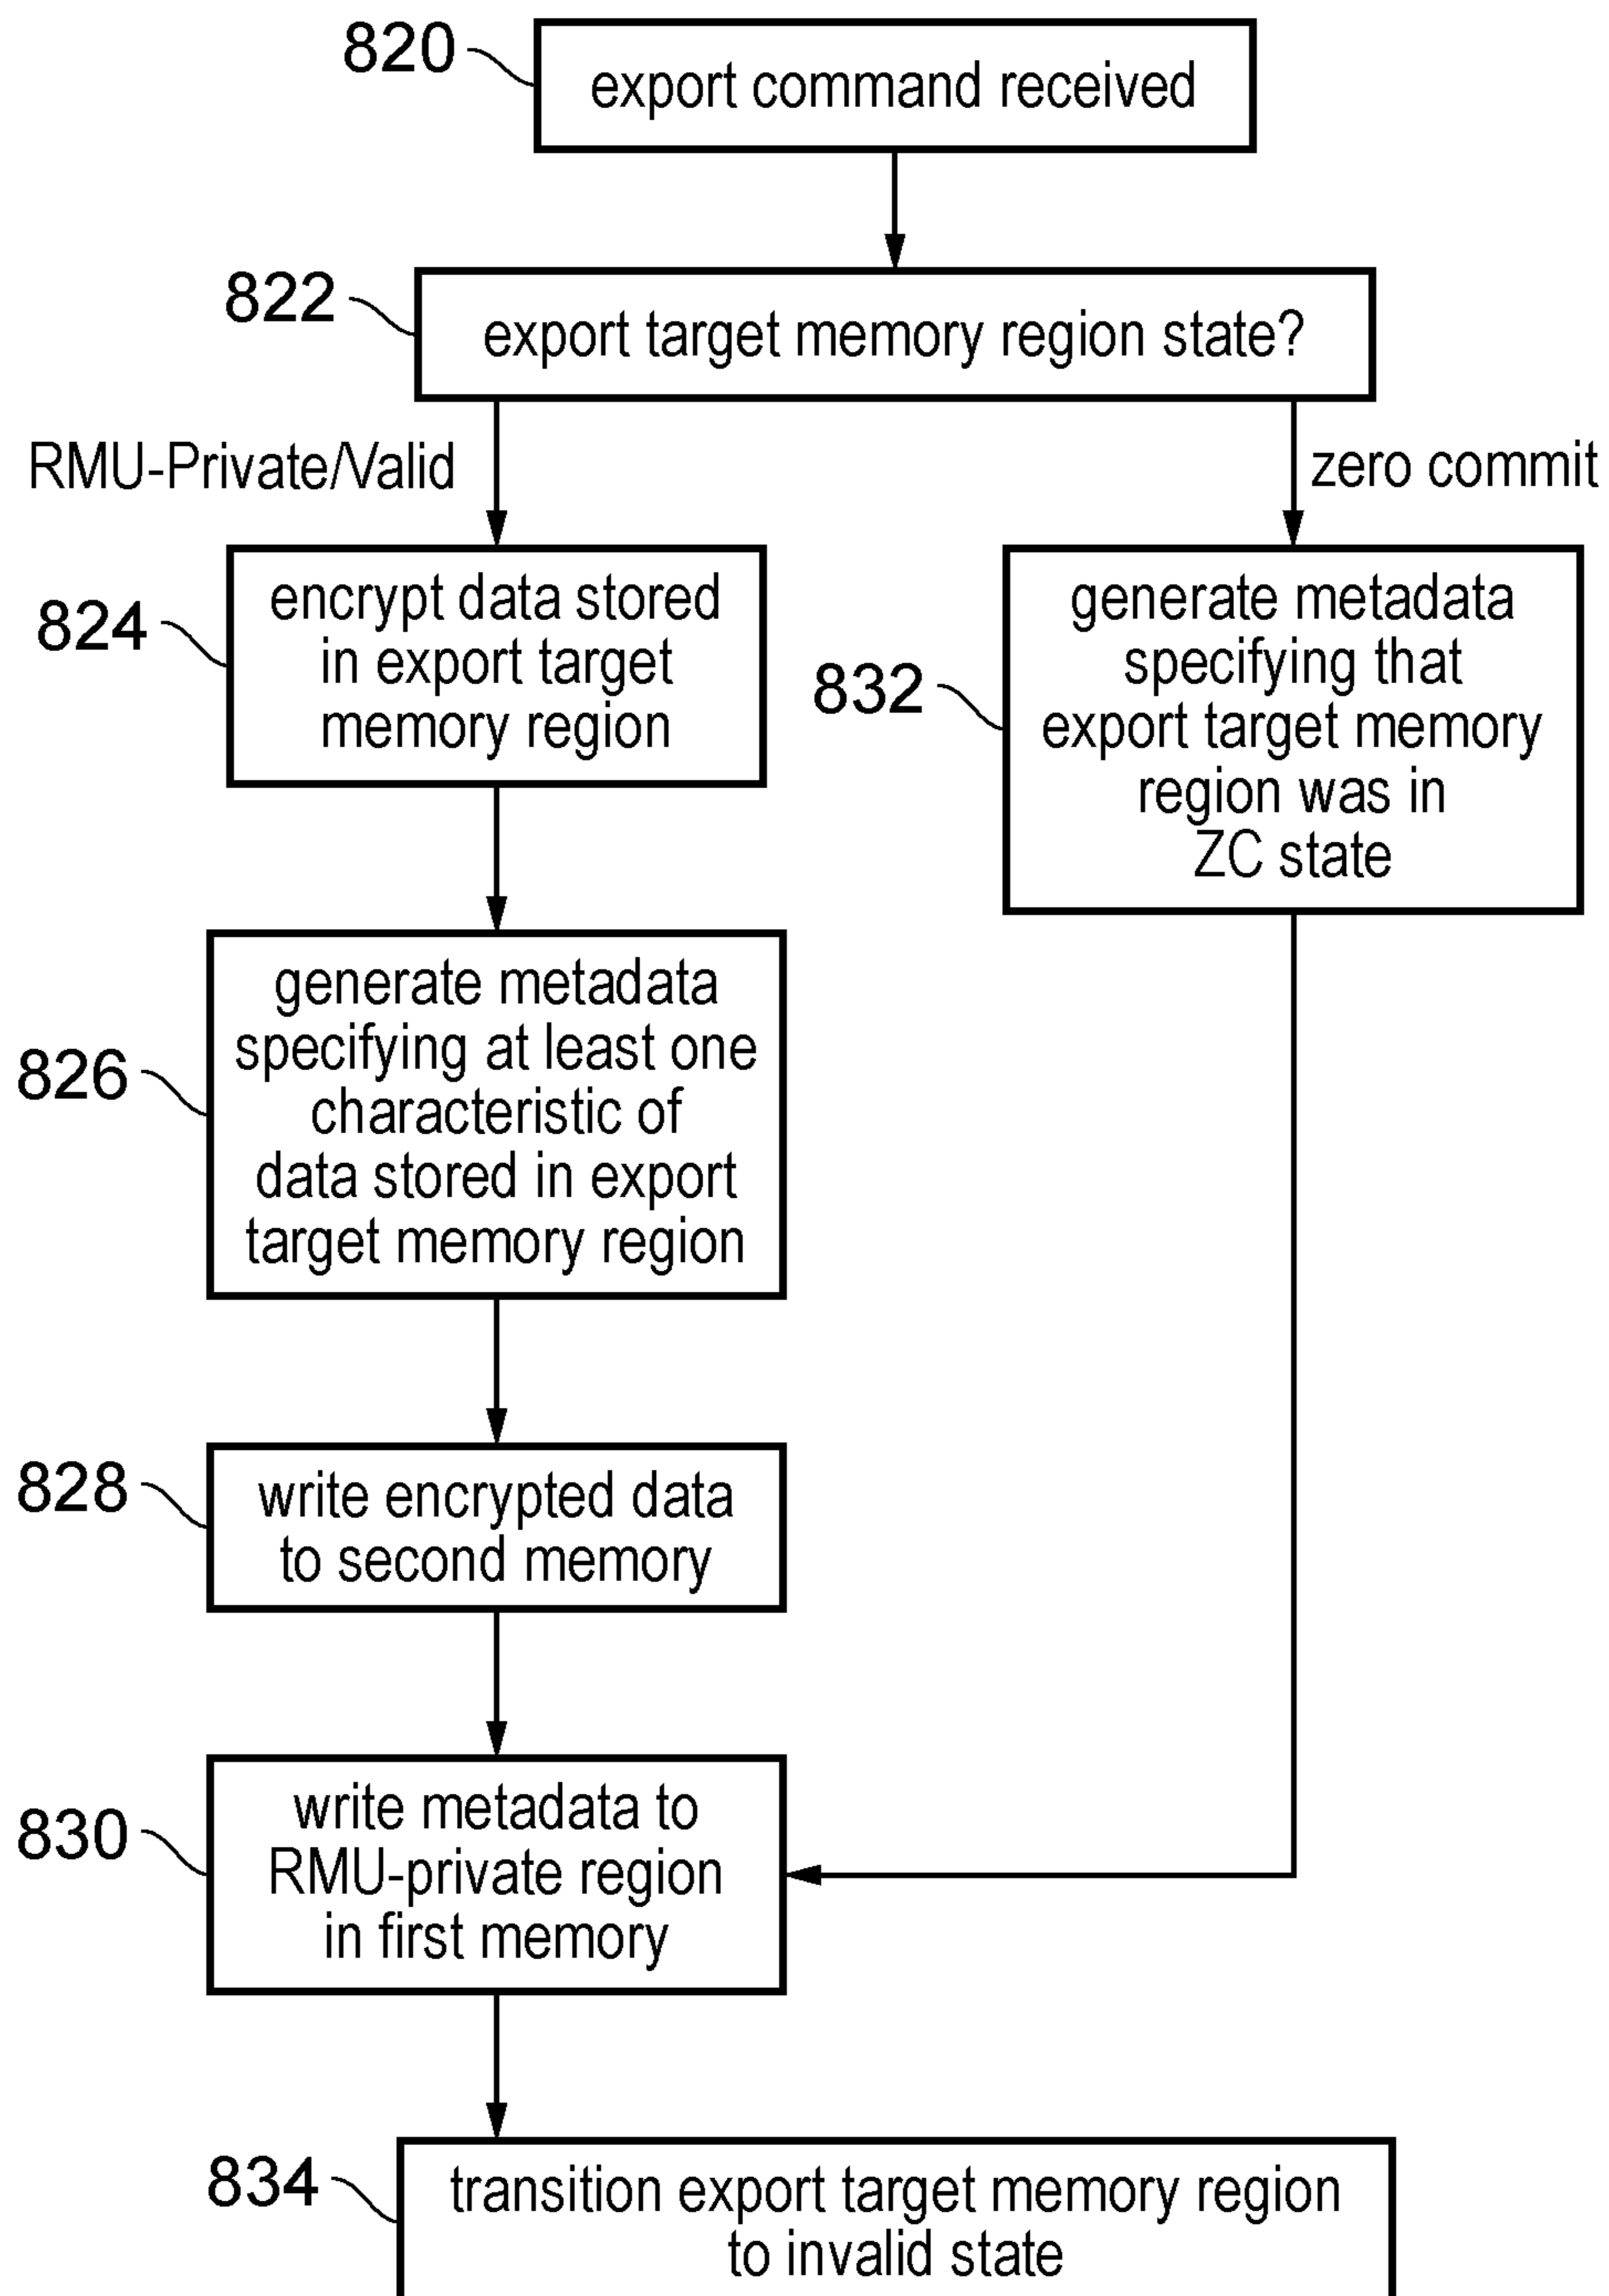 820
export command received
822
export target memory region state?
RMU-Private/Valid
zero commit
824
encrypt data stored
in export target
memory region
832
generate metadata
specifying that
export target memory
region was in
ZC state
826
generate metadata
specifying at least one
characteristic of
data stored in export
target memory region
828
write encrypted data
to second memory
830
write metadata to
RMU-private region
in first memory
834
transition export target memory region
to invalid state